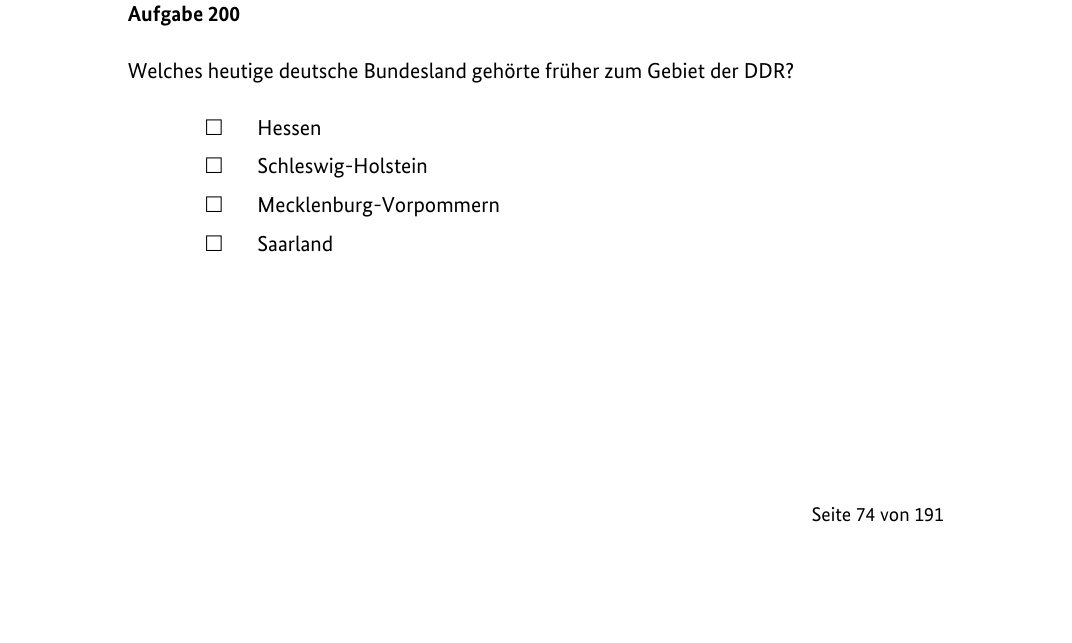 Aufgabe 200
Welches heutige deutsche Bundesland gehörte früher zum Gebiet der DDR?
☐ Hessen
☐ Schleswig-Holstein
☐ Mecklenburg-Vorpommern
☐ Saarland
Seite 74 von 191